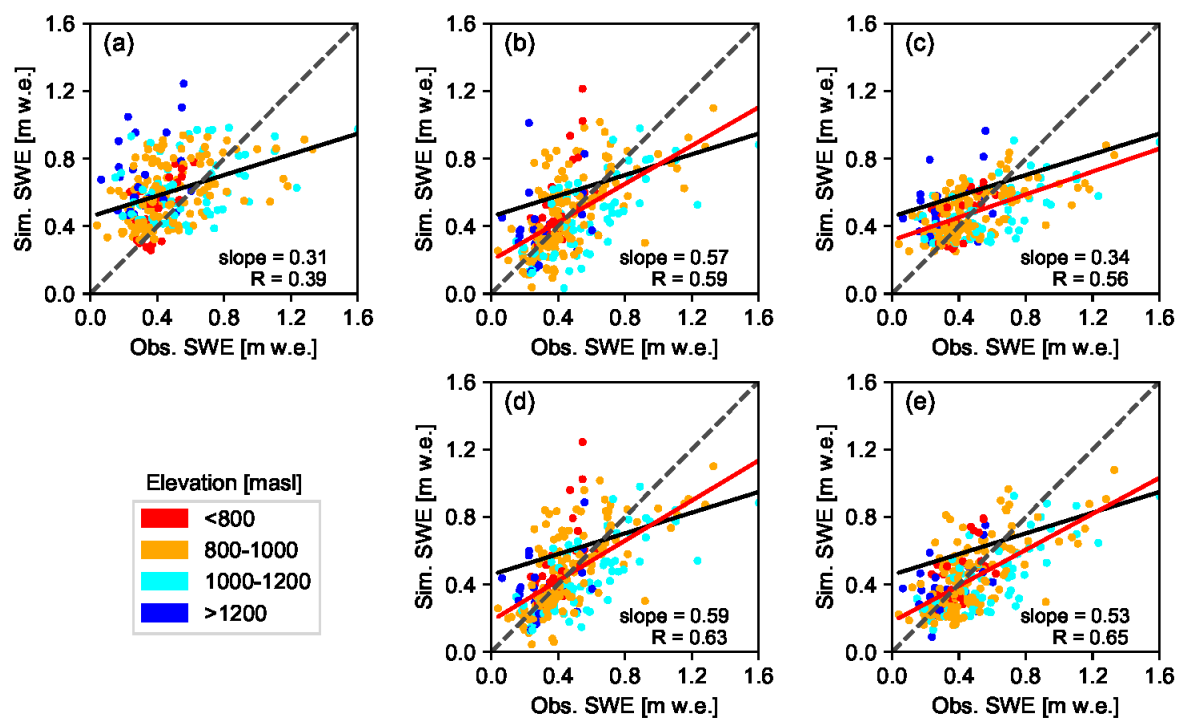 (a)
1.6
1.2
0.8
0.4
0.0
Sim. SWE [m w.e.]
slope = 0.31
R = 0.39
0.0 0.4 0.8 1.2 1.6
Obs. SWE [m w.e.]
(b)
1.6
1.2
0.8
0.4
0.0
Sim. SWE [m w.e.]
slope = 0.57
R = 0.59
0.0 0.4 0.8 1.2 1.6
Obs. SWE [m w.e.]
(c)
1.6
1.2
0.8
0.4
0.0
Sim. SWE [m w.e.]
slope = 0.34
R = 0.56
0.0 0.4 0.8 1.2 1.6
Obs. SWE [m w.e.]
Elevation [masl]
<800
800-1000
1000-1200
>1200
(d)
1.6
1.2
0.8
0.4
0.0
Sim. SWE [m w.e.]
slope = 0.59
R = 0.63
0.0 0.4 0.8 1.2 1.6
Obs. SWE [m w.e.]
(e)
1.6
1.2
0.8
0.4
0.0
Sim. SWE [m w.e.]
slope = 0.53
R = 0.65
0.0 0.4 0.8 1.2 1.6
Obs. SWE [m w.e.]